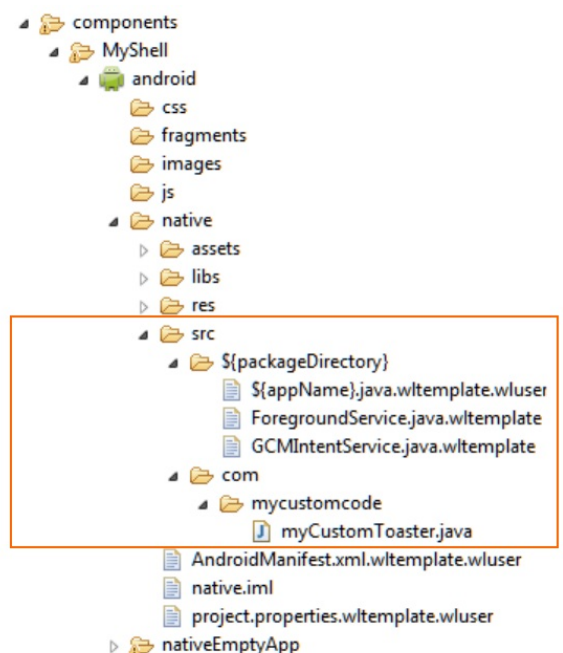 components
MyShell
android
css
fragments
images
js
native
assets
libs
res
src
${packageDirectory}
${appName}.java.wltemplate.wluser
ForegroundService.java.wltemplate
GCMIntentService.java.wltemplate
com
mycustomcode
myCustomToaster.java
AndroidManifest.xml.wltemplate.wluser
native.iml
project.properties.wltemplate.wluser
nativeEmptyApp